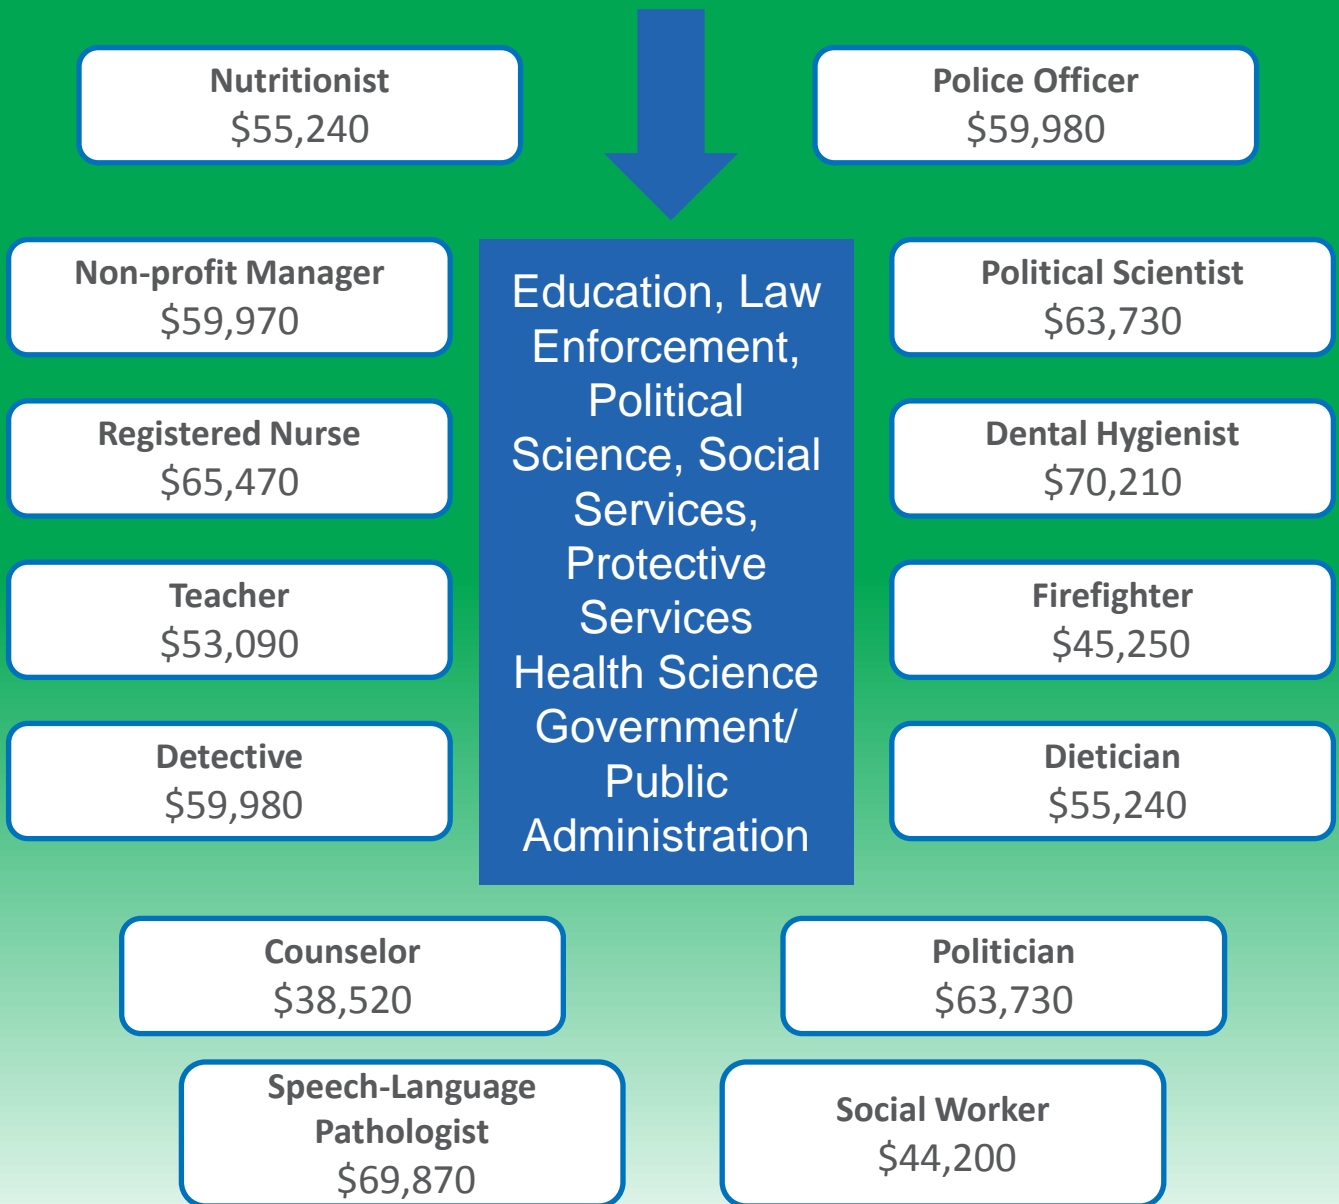 Nutritionist
$55,240
Police Officer
$59,980
Non-profit Manager
$59,970
Registered Nurse
$65,470
Teacher
$53,090
Detective
$59,980
Education, Law
Enforcement,
Political
Science, Social
Services,
Protective
Services
Health Science
Government/
Public
Administration
Political Scientist
$63,730
Dental Hygienist
$70,210
Firefighter
$45,250
Dietician
$55,240
Counselor
$38,520
Politician
$63,730
Speech-Language
Pathologist
$69,870
Social Worker
$44,200